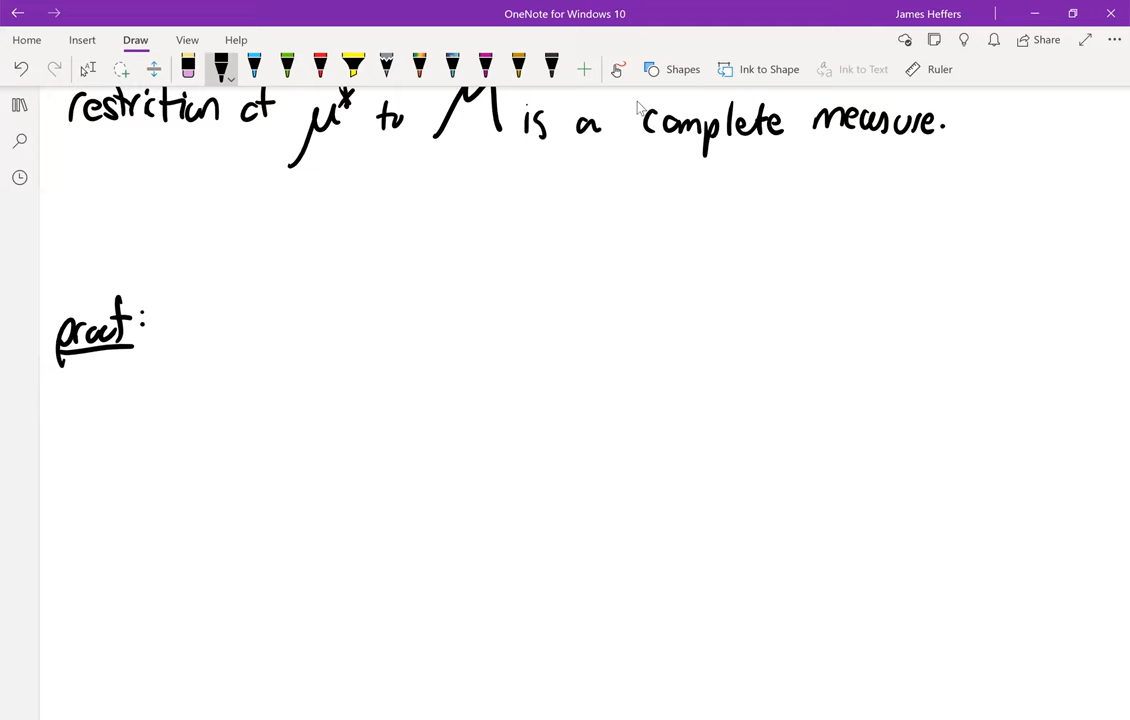 OneNote for Windows 10
James Heffers
Home Insert Draw View Help
Share
Shapes
Ink to Shape
Ink to Text
Ruler
restriction of μ* to M is a complete measure.
proof: